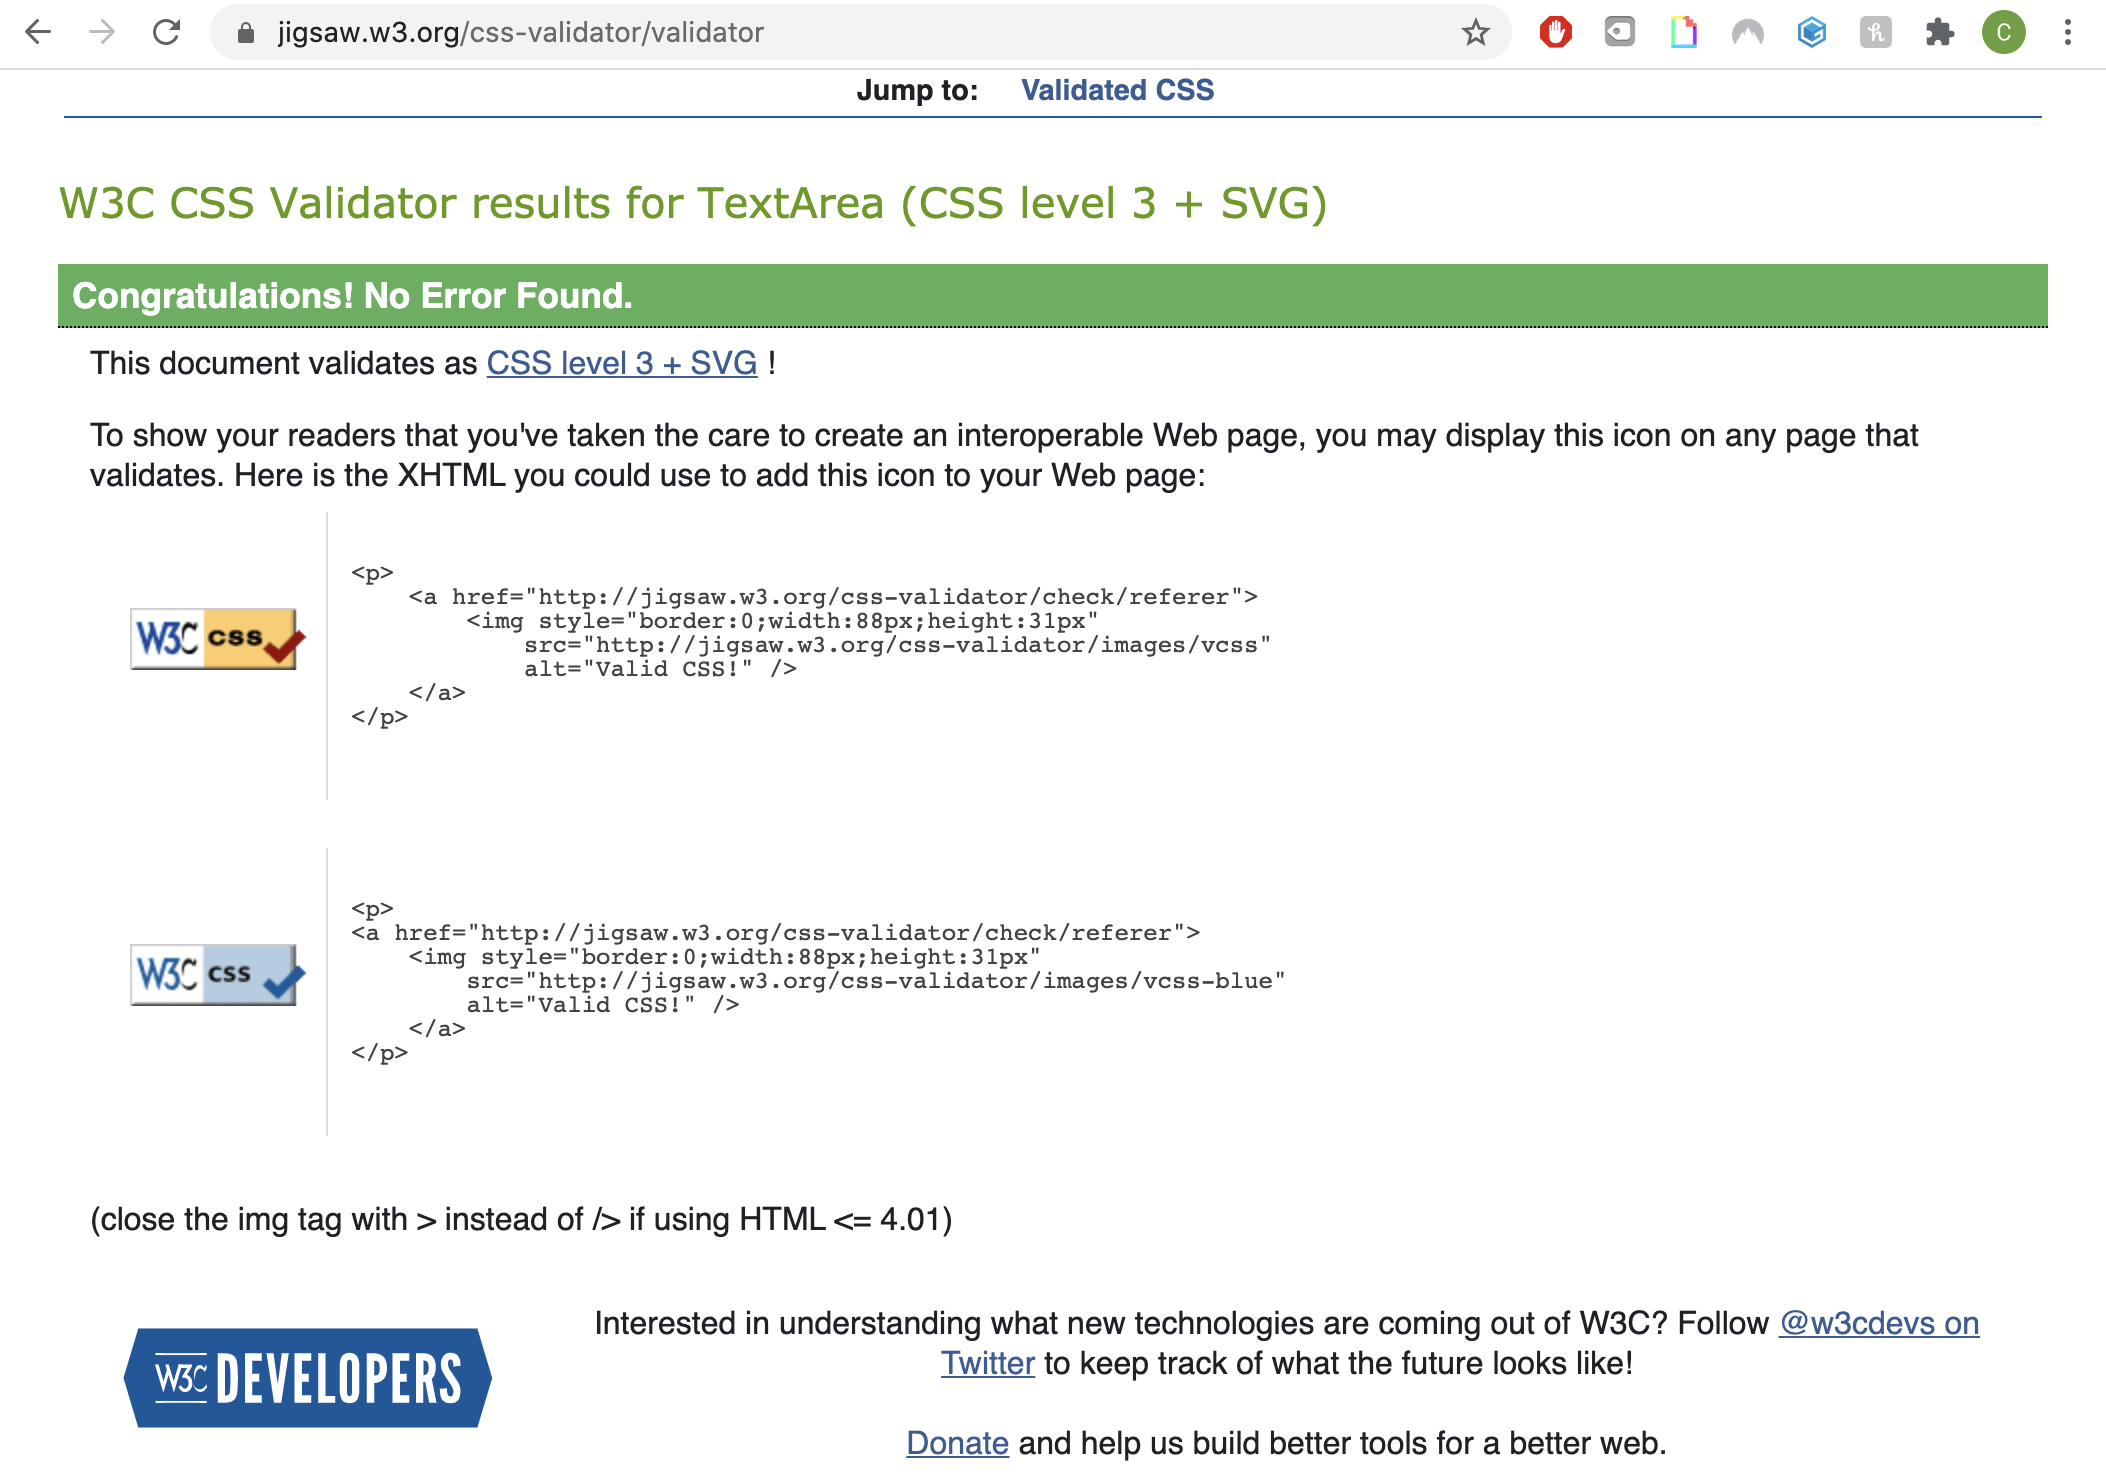 jigsaw.w3.org/css-validator/validator
C
Jump to: Validated CSS
W3C CSS Validator results for TextArea (CSS level 3 + SVG)
Congratulations! No Error Found.
This document validates as CSS level 3 + SVG !
To show your readers that you've taken the care to create an interoperable Web page, you may display this icon on any page that
validates. Here is the XHTML you could use to add this icon to your Web page:
W3C css
<p>
    <a href="http://jigsaw.w3.org/css-validator/check/referer">
        <img style="border:0;width:88px;height:31px"
            src="http://jigsaw.w3.org/css-validator/images/vcss"
            alt="Valid CSS!" />
    </a>
</p>
W3C css
<p>
<a href="http://jigsaw.w3.org/css-validator/check/referer">
    <img style="border:0;width:88px;height:31px"
        src="http://jigsaw.w3.org/css-validator/images/vcss-blue"
        alt="Valid CSS!" />
    </a>
</p>
(close the img tag with > instead of /> if using HTML <= 4.01)
W3C DEVELOPERS
Interested in understanding what new technologies are coming out of W3C? Follow @w3cdevs on
Twitter to keep track of what the future looks like!
Donate and help us build better tools for a better web.